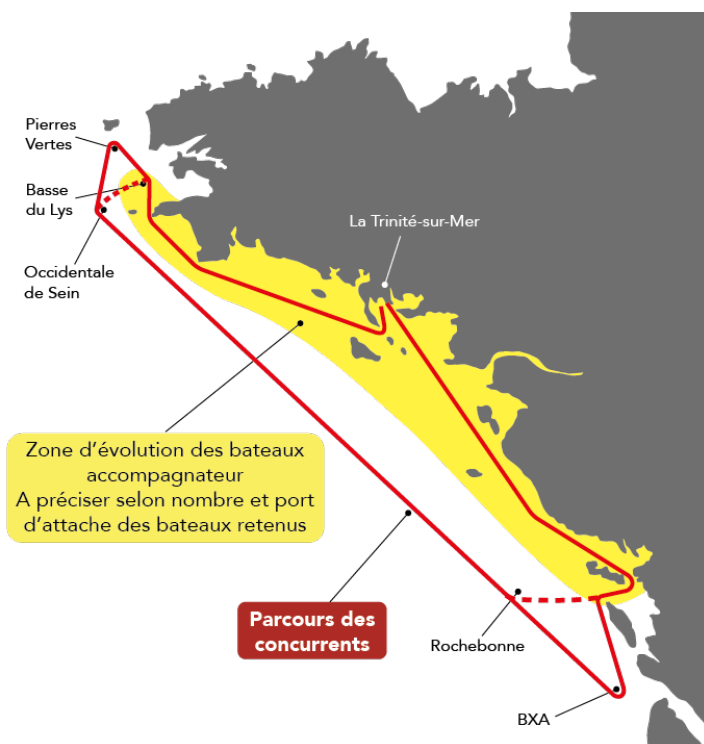 Pierres
Vertes
Basse
du Lys
La Trinité-sur-Mer
Occidentale
de Sein
Zone d’évolution des bateaux
accompagnateur
A préciser selon nombre et port
d’attache des bateaux retenus
Parcours des
concurrents
Rochebonne
BXA